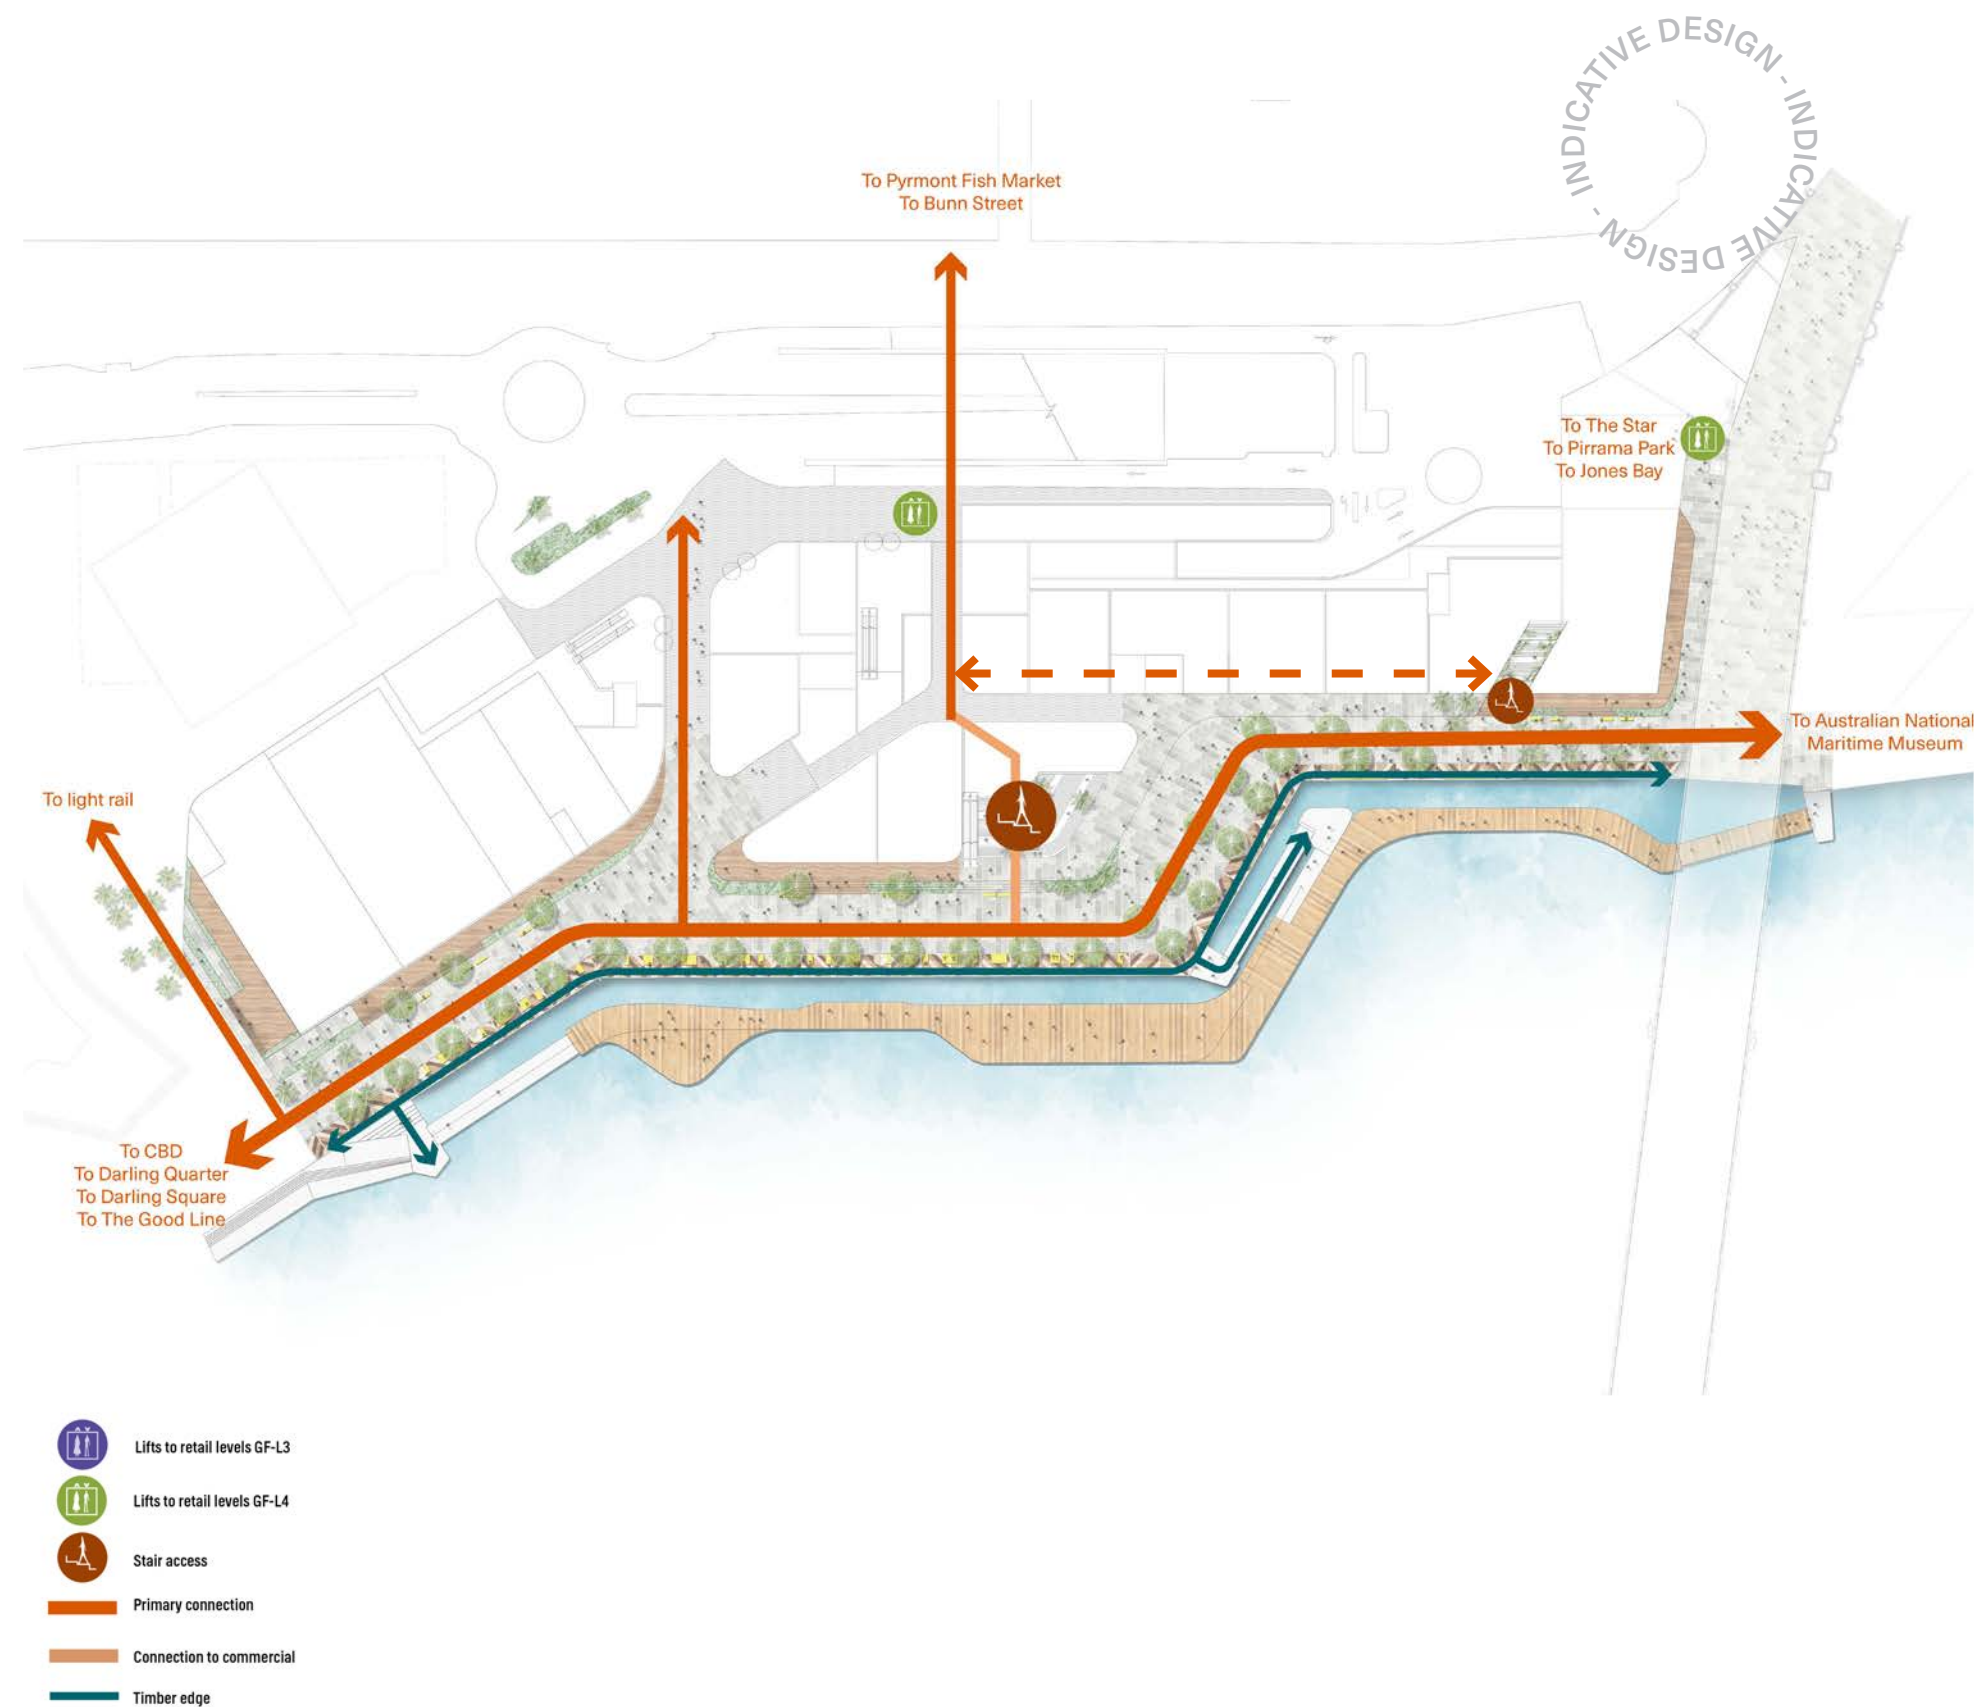 INDICATIVE DESIGN - INDICATIVE DESIGN -
To Pyrmont Fish Market
To Bunn Street
To The Star
To Pirrama Park
To Jones Bay
To Australian National
Maritime Museum
To light rail
To CBD
To Darling Quarter
To Darling Square
To The Good Line
Lifts to retail levels GF-L3
Lifts to retail levels GF-L4
Stair access
Primary connection
Connection to commercial
Timber edge